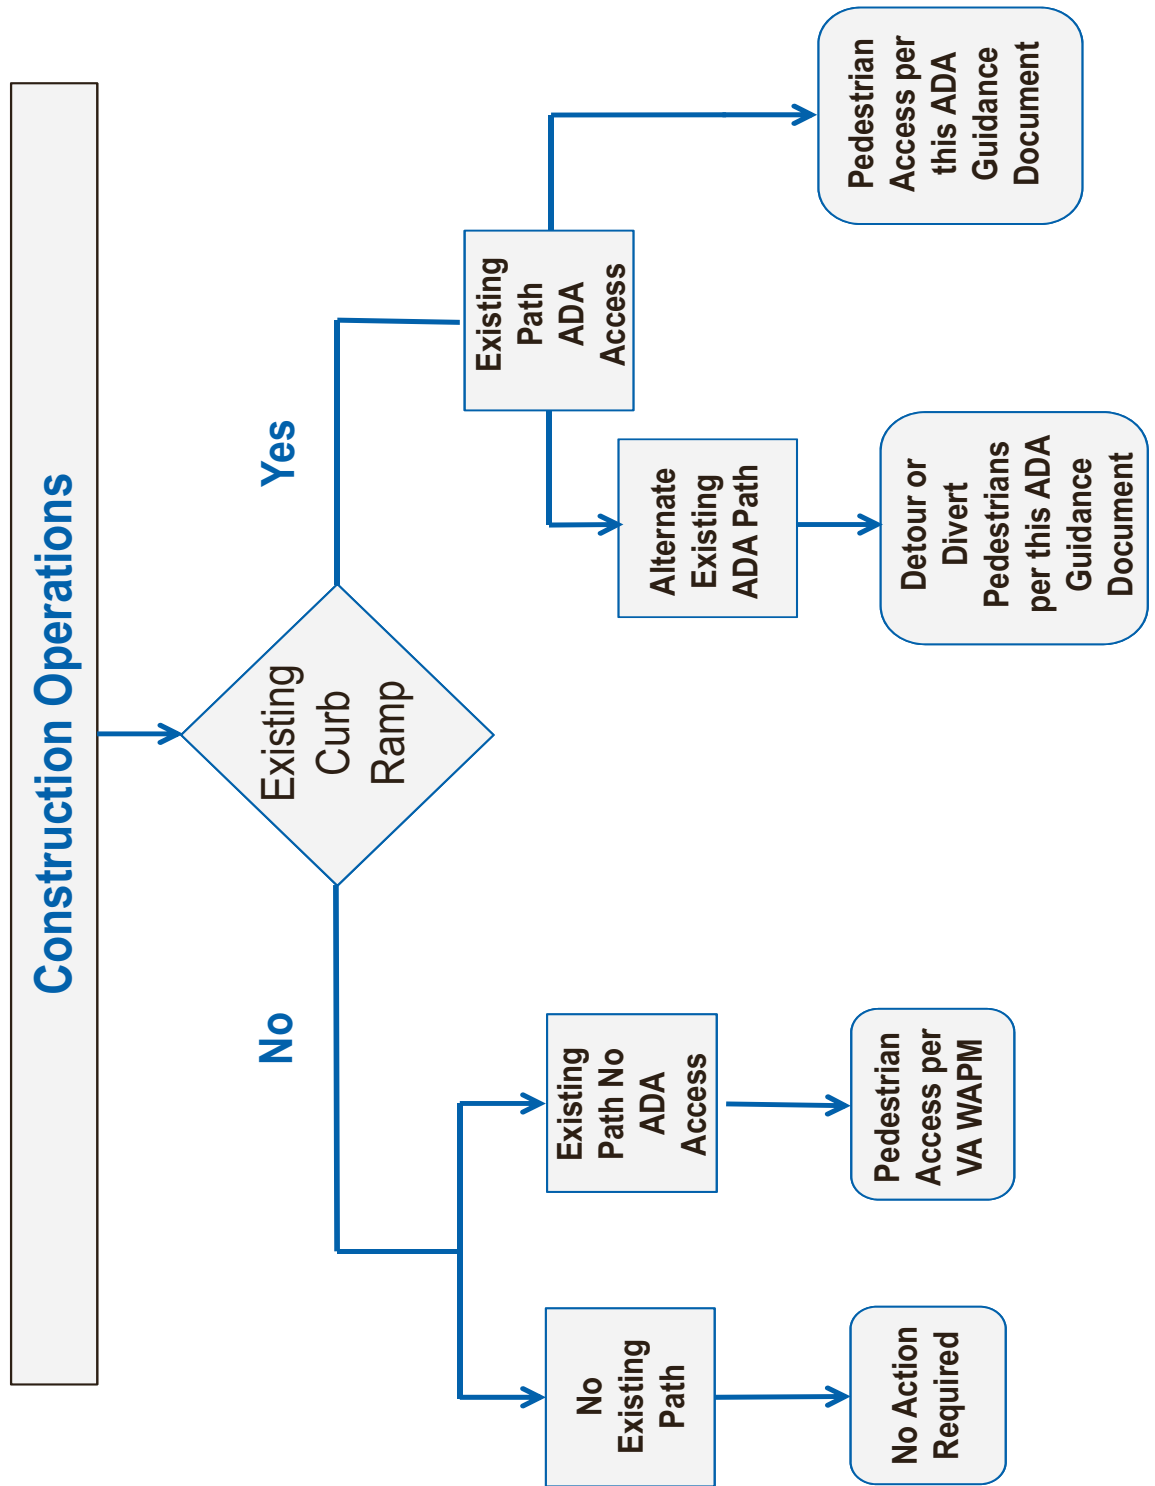 Construction Operations
Existing
Curb
Ramp
No
Yes
No
Existing
Path
Existing
Path No
ADA
Access
Existing
Path
ADA
Access
Alternate
Existing
ADA Path
No Action
Required
Pedestrian
Access per
VA WAPM
Detour or
Divert
Pedestrians
per this ADA
Guidance
Document
Pedestrian
Access per
this ADA
Guidance
Document